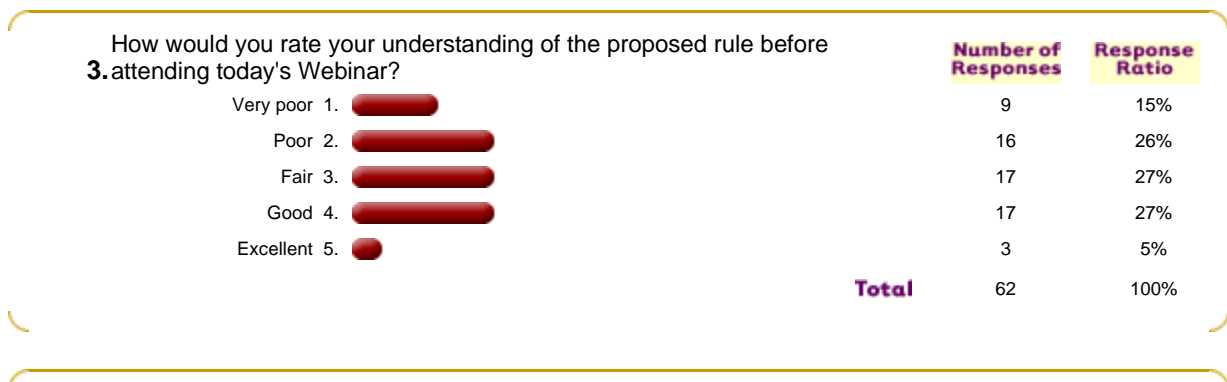 How would you rate your understanding of the proposed rule before
3. attending today's Webinar?
Number of Responses
Response Ratio
Very poor 1. 9 15%
Poor 2. 16 26%
Fair 3. 17 27%
Good 4. 17 27%
Excellent 5. 3 5%
Total 62 100%